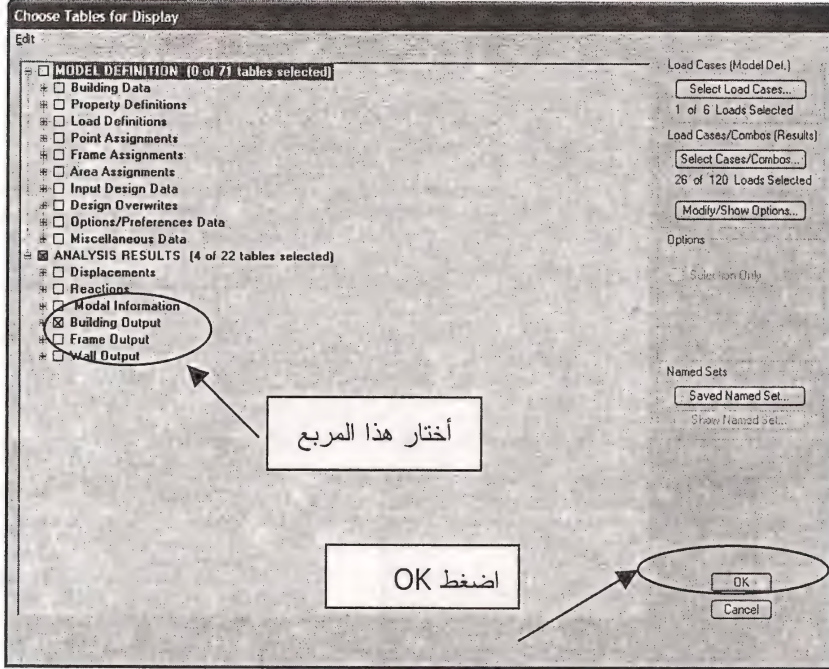 Choose Tables for Display
Edit
MODEL DEFINITION (0 of 71 tables selected)
Building Data
Property Definitions
Load Definitions
Point Assignments
Frame Assignments
Area Assignments
Input Design Data
Design Overwrites
Options/Preferences Data
Miscellaneous Data
ANALYSIS RESULTS (4 of 22 tables selected)
Displacements
Reactions
Modal Information
Building Output
Frame Output
Wall Output
أختار هذا المربع
اضغط OK
Load Cases (Model Def.)
Select Load Cases...
1 of 6 Loads Selected
Load Cases/Combos (Results)
Select Cases/Combos...
26 of 120 Loads Selected
Modify/Show Options...
Options
Selection Only
Named Sets
Saved Named Set...
Show Named Set...
OK
Cancel